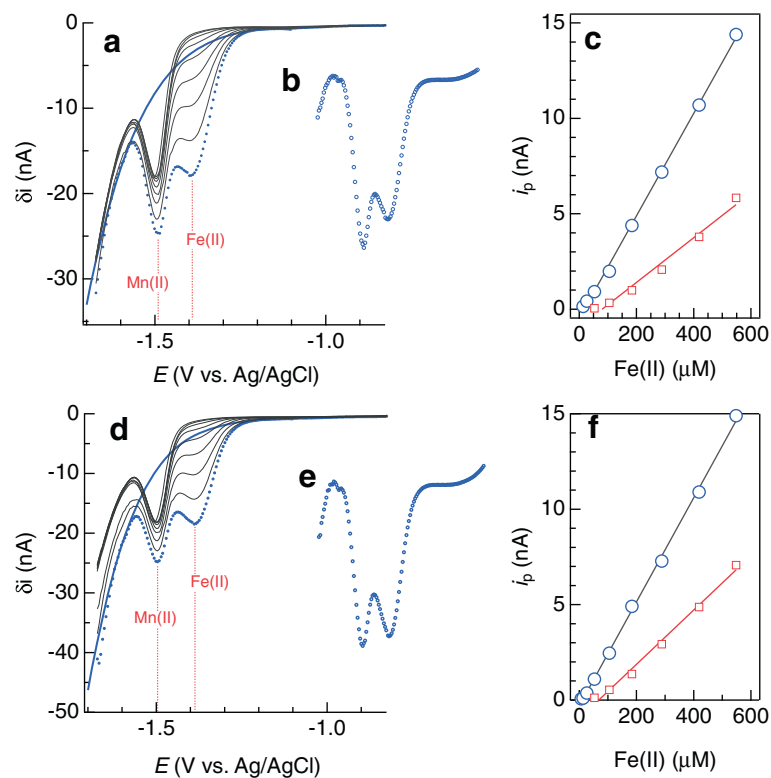 a
0
-10
-20
-30
δi (nA)
b
Fe(II)
Mn(II)
-1.5
-1.0
E (V vs. Ag/AgCl)
c
15
10
5
0
i_p (nA)
0 200 400 600
Fe(II) (μM)
d
0
-10
-20
-30
-40
-50
δi (nA)
e
Fe(II)
Mn(II)
-1.5
-1.0
E (V vs. Ag/AgCl)
f
15
10
5
0
i_p (nA)
0 200 400 600
Fe(II) (μM)